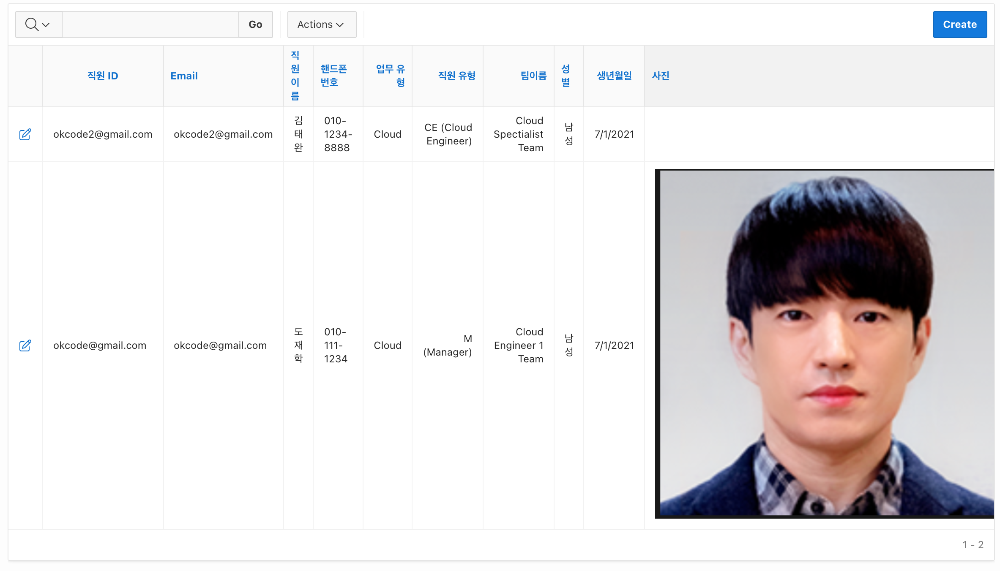 Go
Actions
Create
직원 ID
Email
직
원
이
름
핸드폰
번호
업무 유
형
직원 유형
팀이름
성
별
생년월일
사진
okcode2@gmail.com
okcode2@gmail.com
김
태
완
010-
1234-
8888
Cloud
CE (Cloud
Engineer)
Cloud
Spectialist
Team
남
성
7/1/2021
okcode@gmail.com
okcode@gmail.com
도
재
학
010-
111-
1234
Cloud
M
(Manager)
Cloud
Engineer 1
Team
남
성
7/1/2021
1 - 2